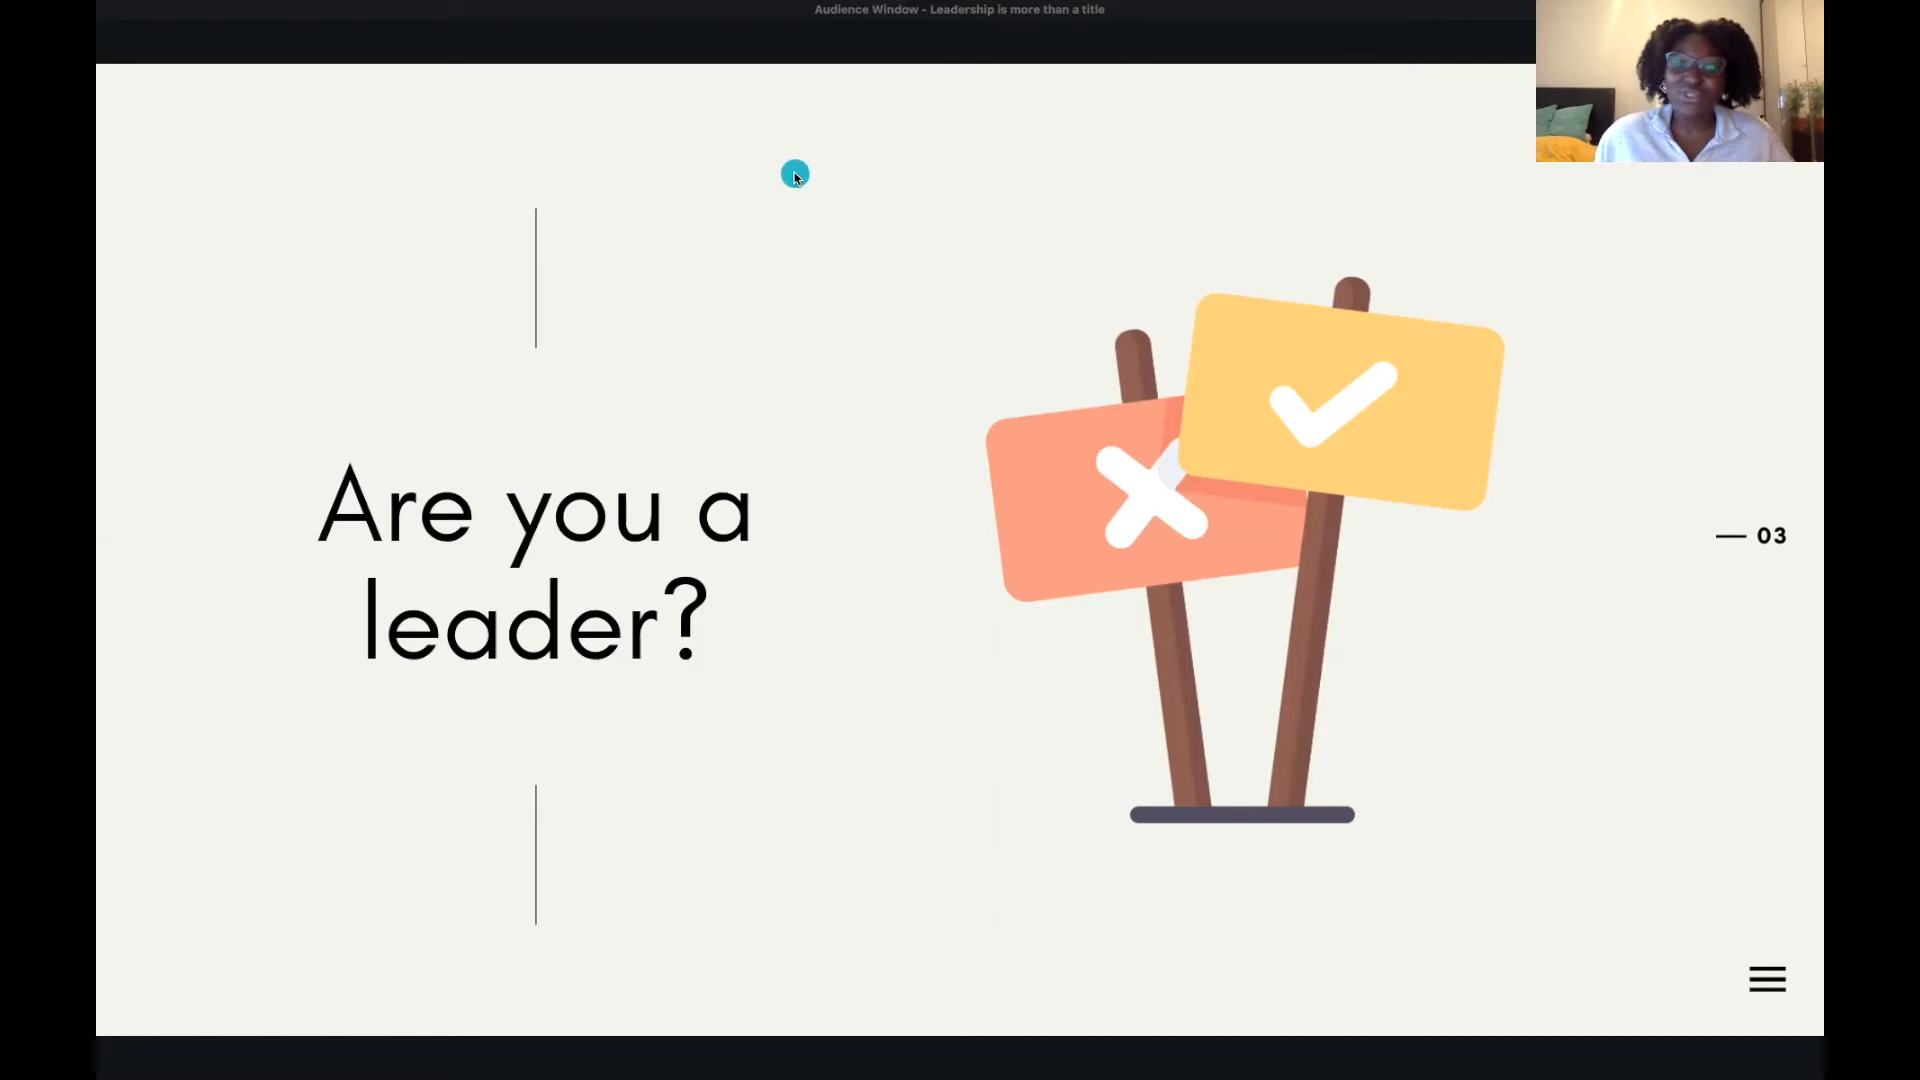 Audience Window - Leadership is more than a title
Are you a
leader?
— 03